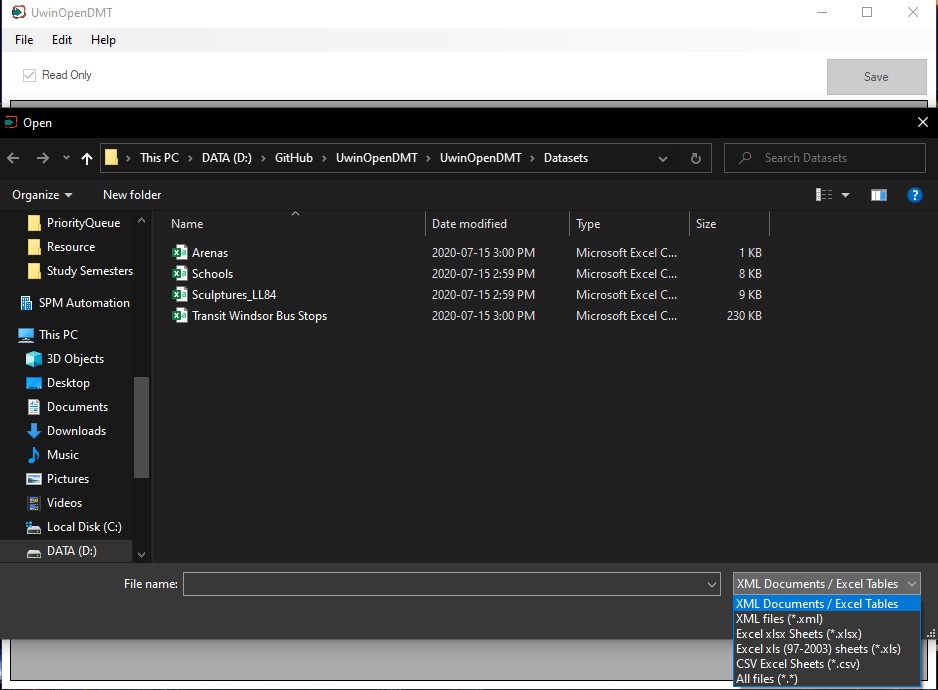 UwinOpenDMT
File Edit Help
Read Only
Save
Open
This PC DATA (D:) GitHub UwinOpenDMT UwinOpenDMT Datasets
Search Datasets
Organize New folder
?
PriorityQueue
Resource
Study Semesters
SPM Automation
This PC
3D Objects
Desktop
Documents
Downloads
Music
Pictures
Videos
Local Disk (C:)
DATA (D:)
Name Date modified Type Size
Arenas 2020-07-15 3:00 PM Microsoft Excel C... 1 KB
Schools 2020-07-15 2:59 PM Microsoft Excel C... 8 KB
Sculptures_LL84 2020-07-15 2:59 PM Microsoft Excel C... 9 KB
Transit Windsor Bus Stops 2020-07-15 3:00 PM Microsoft Excel C... 230 KB
File name:
XML Documents / Excel Tables
XML Documents / Excel Tables
XML files (*.xml)
Excel xlsx Sheets (*.xlsx)
Excel xls (97-2003) sheets (*.xls)
CSV Excel Sheets (*.csv)
All files (*.*)